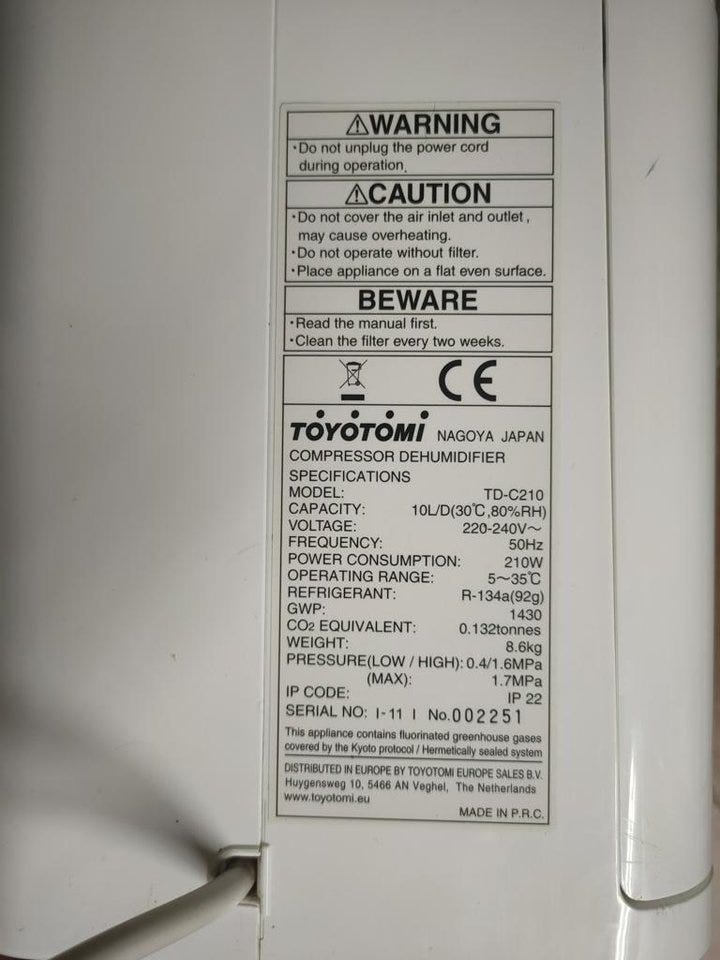 ⚠WARNING
•Do not unplug the power cord
during operation.
⚠CAUTION
•Do not cover the air inlet and outlet,
may cause overheating.
•Do not operate without filter.
•Place appliance on a flat even surface.
BEWARE
•Read the manual first.
•Clean the filter every two weeks.
CE
TOYOTOMI NAGOYA JAPAN
COMPRESSOR DEHUMIDIFIER
SPECIFICATIONS
MODEL: TD-C210
CAPACITY: 10L/D(30℃,80%RH)
VOLTAGE: 220-240V～
FREQUENCY: 50Hz
POWER CONSUMPTION: 210W
OPERATING RANGE: 5～35℃
REFRIGERANT: R-134a(92g)
GWP: 1430
CO2 EQUIVALENT: 0.132tonnes
WEIGHT: 8.6kg
PRESSURE(LOW / HIGH): 0.4/1.6MPa
(MAX): 1.7MPa
IP CODE: IP 22
SERIAL NO: I-11 I No.002251
This appliance contains fluorinated greenhouse gases
covered by the Kyoto protocol / Hermetically sealed system
DISTRIBUTED IN EUROPE BY TOYOTOMI EUROPE SALES B.V.
Huygensweg 10, 5466 AN Veghel, The Netherlands
www.toyotomi.eu
MADE IN P.R.C.